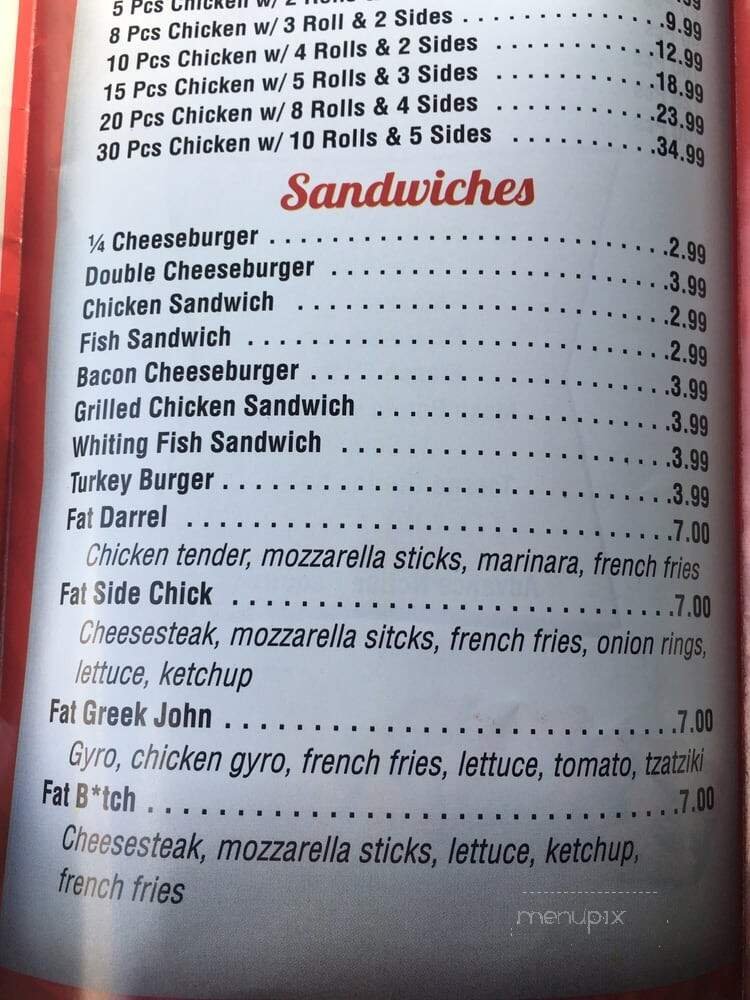 5 Pcs Chicken w/ 2
8 Pcs Chicken w/ 3 Roll & 2 Sides . . . . . . . . . . . . .9.99
10 Pcs Chicken w/ 4 Rolls & 2 Sides . . . . . . . . . . .12.99
15 Pcs Chicken w/ 5 Rolls & 3 Sides . . . . . . . . . . .18.99
20 Pcs Chicken w/ 8 Rolls & 4 Sides . . . . . . . . . . .23.99
30 Pcs Chicken w/ 10 Rolls & 5 Sides . . . . . . . . . .34.99
Sandwiches
¼ Cheeseburger . . . . . . . . . . . . . . . . . . . . . . . . .2.99
Double Cheeseburger . . . . . . . . . . . . . . . . . . . . .3.99
Chicken Sandwich . . . . . . . . . . . . . . . . . . . . . . .2.99
Fish Sandwich . . . . . . . . . . . . . . . . . . . . . . . . . .2.99
Bacon Cheeseburger . . . . . . . . . . . . . . . . . . . . . .3.99
Grilled Chicken Sandwich . . . . . . . . . . . . . . . . . .3.99
Whiting Fish Sandwich . . . . . . . . . . . . . . . . . . . .3.99
Turkey Burger . . . . . . . . . . . . . . . . . . . . . . . . . . .3.99
Fat Darrel . . . . . . . . . . . . . . . . . . . . . . . . . . . . .7.00
Chicken tender, mozzarella sticks, marinara, french fries
Fat Side Chick . . . . . . . . . . . . . . . . . . . . . . . . . .7.00
Cheesesteak, mozzarella sitcks, french fries, onion rings,
lettuce, ketchup
Fat Greek John . . . . . . . . . . . . . . . . . . . . . . . . . .7.00
Gyro, chicken gyro, french fries, lettuce, tomato, tzatziki
Fat B*tch . . . . . . . . . . . . . . . . . . . . . . . . . . . . . .7.00
Cheesesteak, mozzarella sticks, lettuce, ketchup,
french fries
menupix